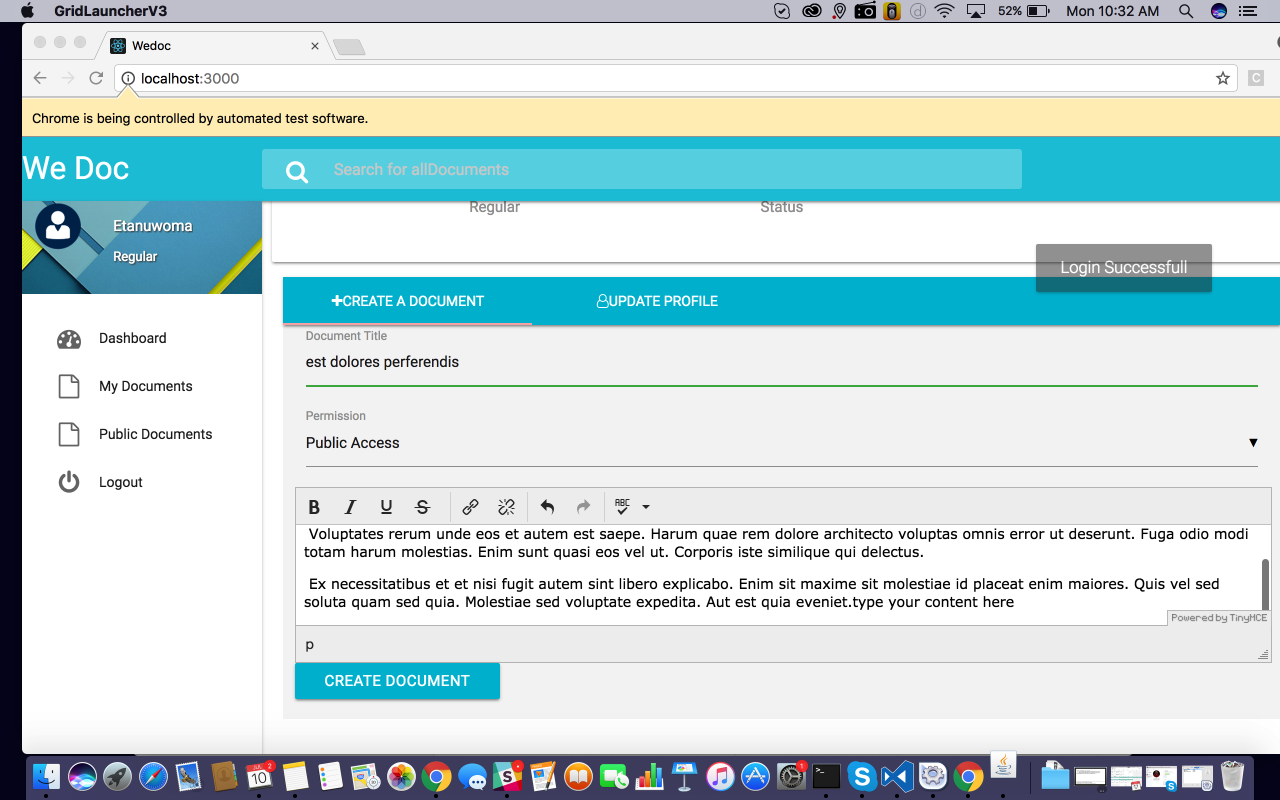 GridLauncherV3
52%
Mon 10:32 AM
Wedoc
localhost:3000
C
Chrome is being controlled by automated test software.
We Doc
Search for allDocuments
Etanuwoma
Regular
Regular
Status
Login Successfull
CREATE A DOCUMENT
UPDATE PROFILE
Dashboard
My Documents
Public Documents
Logout
Document Title
est dolores perferendis
Permission
Public Access
B I U S ABC
Voluptates rerum unde eos et autem est saepe. Harum quae rem dolore architecto voluptas omnis error ut deserunt. Fuga odio modi
totam harum molestias. Enim sunt quasi eos vel ut. Corporis iste similique qui delectus.
Ex necessitatibus et et nisi fugit autem sint libero explicabo. Enim sit maxime sit molestiae id placeat enim maiores. Quis vel sed
soluta quam sed quia. Molestiae sed voluptate expedita. Aut est quia eveniet.type your content here
Powered by TinyMCE
p
CREATE DOCUMENT
JUL
10
2
1